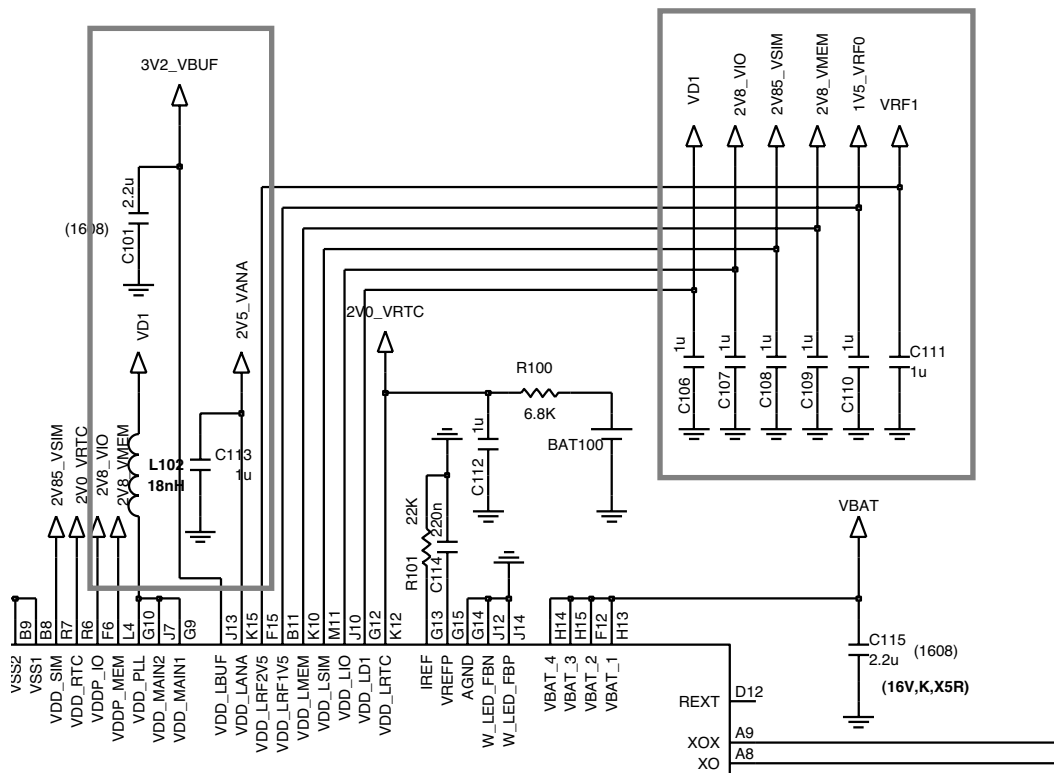 3V2_VBUF
2.2u
(1608)
C101
VD1
2V5_VANA
VD1
2V8_VIO
2V85_VSIM
2V8_VMEM
1V5_VRF0
VRF1
1u
C106
1u
C107
1u
C108
1u
C109
1u
C110
C111
1u
2V0_VRTC
R100
6.8K
BAT100
1u
C112
2V85_VSIM
2V0_VRTC
2V8_VIO
2V8_VMEM
L102
18nH
C113
1u
22K
R101
220n
C114
VBAT
C115
2.2u
(1608)
(16V,K,X5R)
B9
B8
R7
R6
F6
L4
G10
J7
G9
J13
K15
F15
B11
K10
M11
J10
G12
K12
G13
G15
G14
J12
J14
H14
H15
F12
H13
VSS2
VSS1
VDD_SIM
VDD_RTC
VDDP_IO
VDDP_MEM
VDD_PLL
VDD_MAIN2
VDD_MAIN1
VDD_LBUF
VDD_LANA
VDD_LRF2V5
VDD_LRF1V5
VDD_LMEM
VDD_LSIM
VDD_LIO
VDD_LD1
VDD_LRTC
IREF
VREFP
AGND
W_LED_FBN
W_LED_FBP
VBAT_4
VBAT_3
VBAT_2
VBAT_1
REXT
D12
XOX
A9
XO
A8